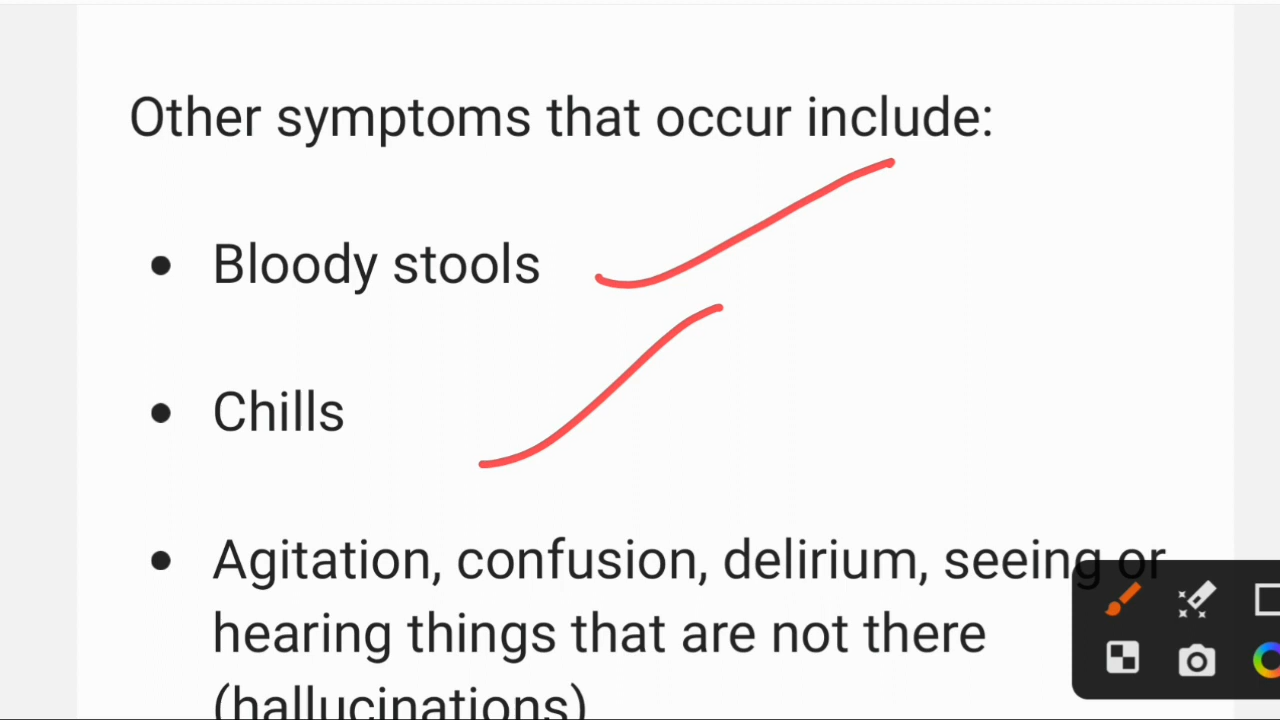 Other symptoms that occur include:
• Bloody stools
• Chills
• Agitation, confusion, delirium, seeing or
hearing things that are not there
(hallucinations)